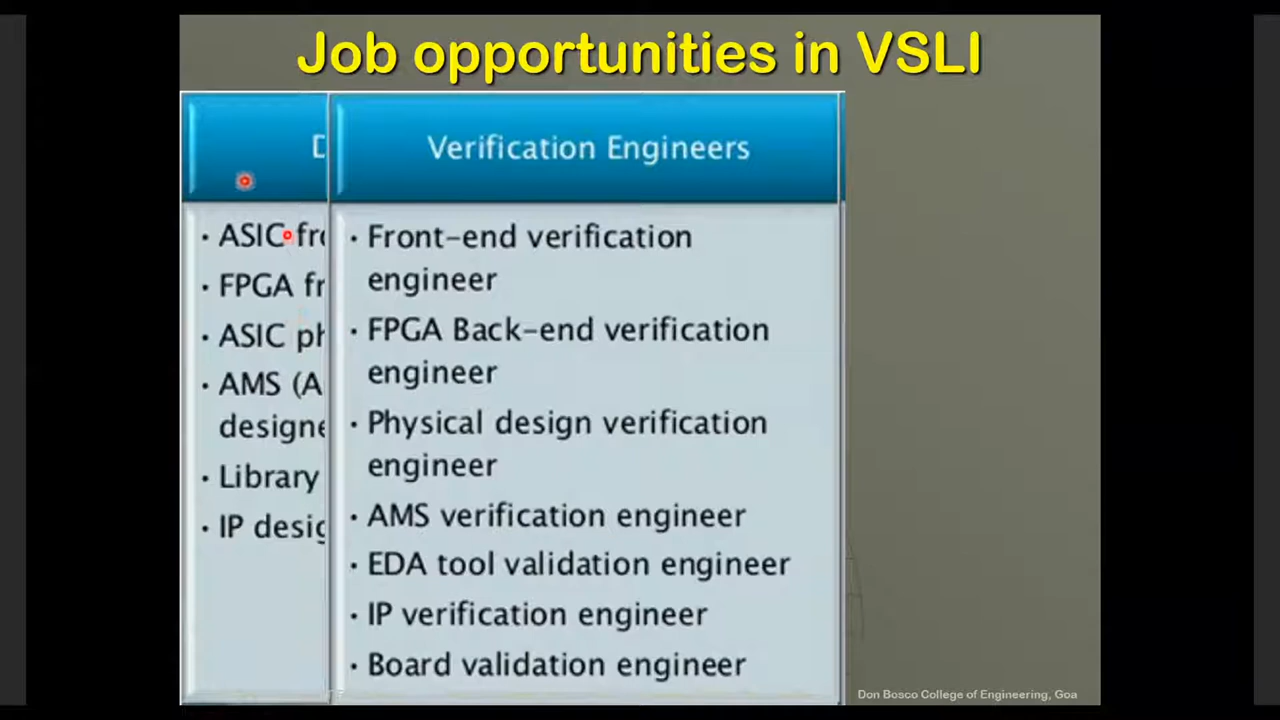 Job opportunities in VSLI
Verification Engineers
· ASIC
· FPGA
· ASIC
· AMS
· Library
· Front-end verification
engineer
· FPGA Back-end verification
engineer
· Physical design verification
engineer
· AMS verification engineer
· EDA tool validation engineer
· IP verification engineer
· Board validation engineer
· IP
Don Bosco College of Engineering, Goa